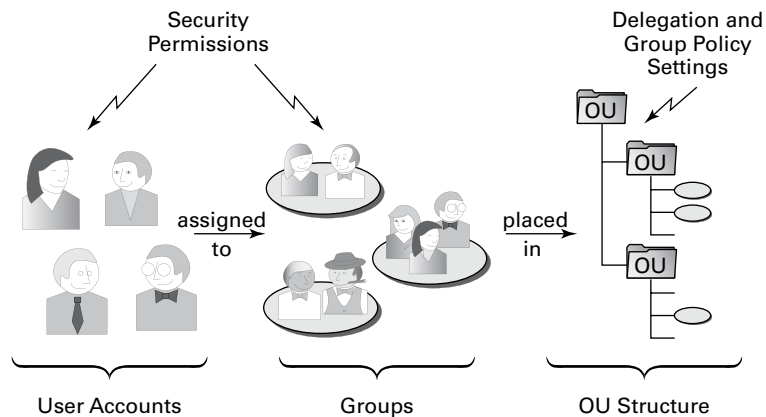 Security
Permissions
Delegation and
Group Policy
Settings
OU
OU
OU
assigned
to
placed
in
User Accounts
Groups
OU Structure